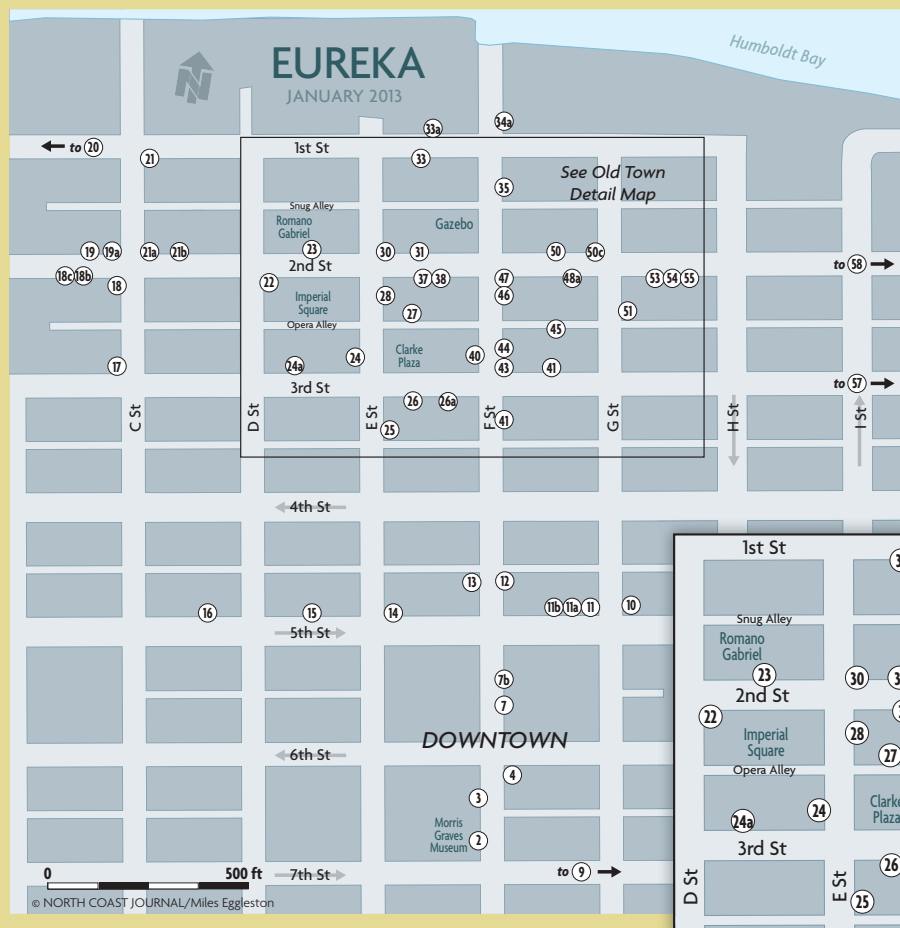 Humboldt Bay
EUREKA
N
JANUARY 2013
33a
34a
to 20
21
1st St
33
35
See Old Town
Detail Map
Snug Alley
Romano
Gabriel
Gazebo
19
19a
21a
21b
23
30
31
50
50c
2nd St
to 58
18c
18b
18
22
37
38
47
48a
53
54
55
Imperial
Square
28
46
27
51
Opera Alley
45
Clarke
Plaza
44
17
24a
24
40
43
41
3rd St
to 57
26
26a
41
25
C St
D St
E St
F St
G St
H St
I St
4th St
13
12
16
15
14
11b
11a
11
10
5th St
7b
7
DOWNTOWN
6th St
4
3
Morris
Graves
Museum
2
to 9
7th St
0
500 ft
© NORTH COAST JOURNAL/Miles Eggleston
1st St
Snug Alley
Romano
Gabriel
23
30
2nd St
22
Imperial
Square
28
27
Opera Alley
24a
24
Clarke
Plaza
3rd St
26
25
D St
E St